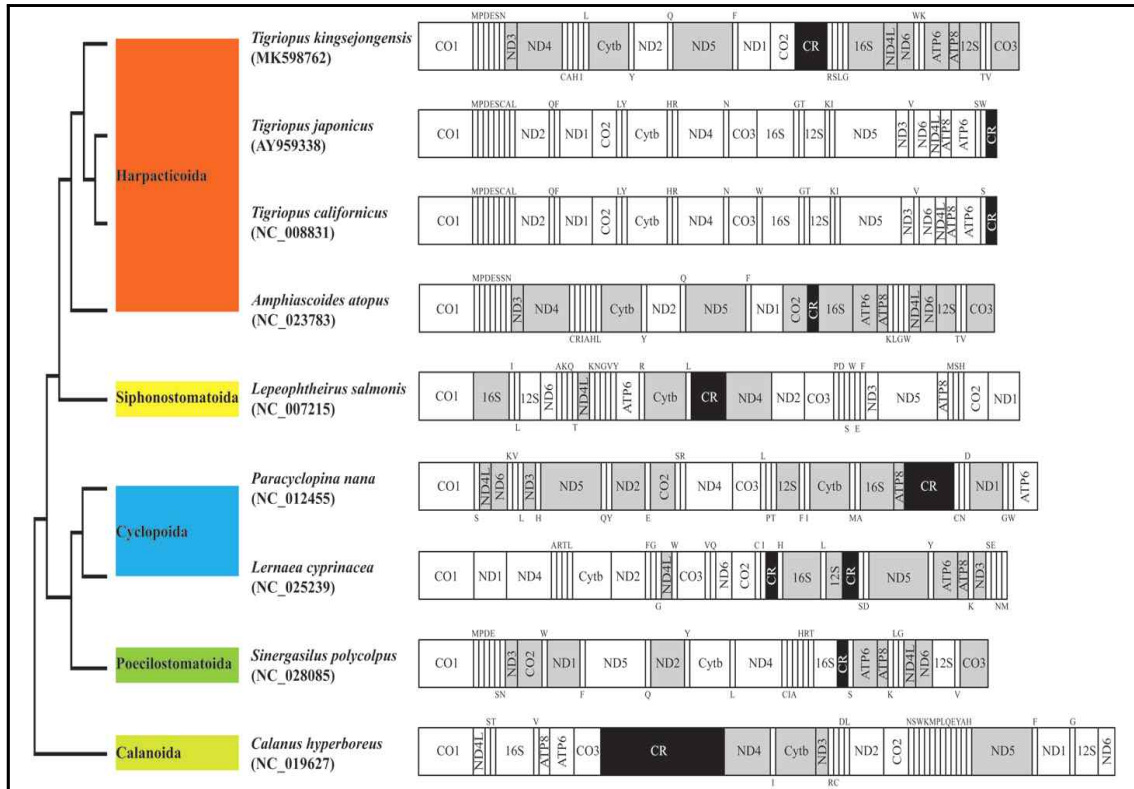 MPDESN L Q F WK
Tigriopus kingsejongensis
(MK598762)
CO1 ND3 ND4 Cytb ND2 ND5 ND1 CO2 CR 16S ND4L ND6 ATP6 ATP8 12S CO3
CAHI Y RSLG TV
MPDESCAL QF LY HR N GT KI V SW
Tigriopus japonicus
(AY959338)
CO1 ND2 ND1 CO2 Cytb ND4 CO3 16S 12S ND5 ND3 ND6 ND4L ATP8 ATP6 CR
Harpacticoida
MPDESCAL QF LY HR N W GT KI V S
Tigriopus californicus
(NC_008831)
CO1 ND2 ND1 CO2 Cytb ND4 CO3 16S 12S ND5 ND3 ND6 ND4L ATP8 ATP6 CR
MPDESSN Q F
Amphiascoides atopus
(NC_023783)
CO1 ND3 ND4 Cytb ND2 ND5 ND1 CO2 CR 16S ATP6 ATP8 ND4L ND6 12S CO3
CRIAHL Y KLGW TV
I AKQ KNGVY R L PD W F MSH
Siphonostomatoida
Lepeophtheirus salmonis
(NC_007215)
CO1 16S 12S ND6 ND4L ATP6 Cytb CR ND4 ND2 CO3 ND3 ND5 ATP8 CO2 ND1
L T S E
KV SR L D
Paracyclopina nana
(NC_012455)
CO1 ND4L ND6 ND3 ND5 ND2 CO2 ND4 CO3 12S Cytb 16S ATP8 CR ND1 ATP6
S L H QY E PT F I MA CN GW
Cyclopoida
ARTL FG W VQ C I H L Y SE
Lernaea cyprinacea
(NC_025239)
CO1 ND1 ND4 Cytb ND2 ND4L CO3 ND6 CO2 CR 16S 12S CR ND5 ATP6 ATP8 ND3
G SD K NM
MPDE W Y HRT LG
Poecilostomatoida
Sinergasilus polycolpus
(NC_028085)
CO1 ND3 CO2 ND1 ND5 ND2 Cytb ND4 16S CR ATP6 ATP8 ND4L ND6 12S CO3
SN F Q L CIA S K V
ST V DL NSWKMPLQEYAH F G
Calanoida
Calanus hyperboreus
(NC_019627)
CO1 ND4L 16S ATP8 ATP6 CO3 CR ND4 Cytb ND3 ND2 CO2 ND5 ND1 12S ND6
I RC